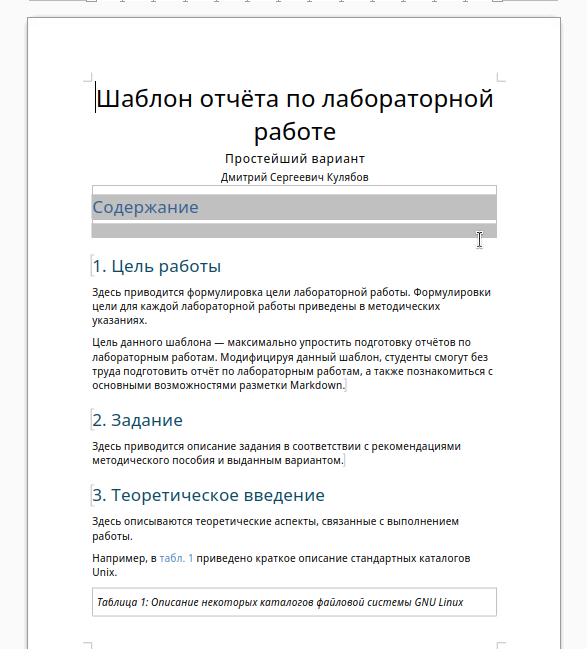 Шаблон отчёта по лабораторной
работе
Простейший вариант
Дмитрий Сергеевич Кулябов
Содержание
1. Цель работы
Здесь приводится формулировка цели лабораторной работы. Формулировки
цели для каждой лабораторной работы приведены в методических
указаниях.
Цель данного шаблона — максимально упростить подготовку отчётов по
лабораторным работам. Модифицируя данный шаблон, студенты смогут без
труда подготовить отчёт по лабораторным работам, а также познакомиться с
основными возможностями разметки Markdown.
2. Задание
Здесь приводится описание задания в соответствии с рекомендациями
методического пособия и выданным вариантом.
3. Теоретическое введение
Здесь описываются теоретические аспекты, связанные с выполнением
работы.
Например, в табл. 1 приведено краткое описание стандартных каталогов
Unix.
Таблица 1: Описание некоторых каталогов файловой системы GNU Linux